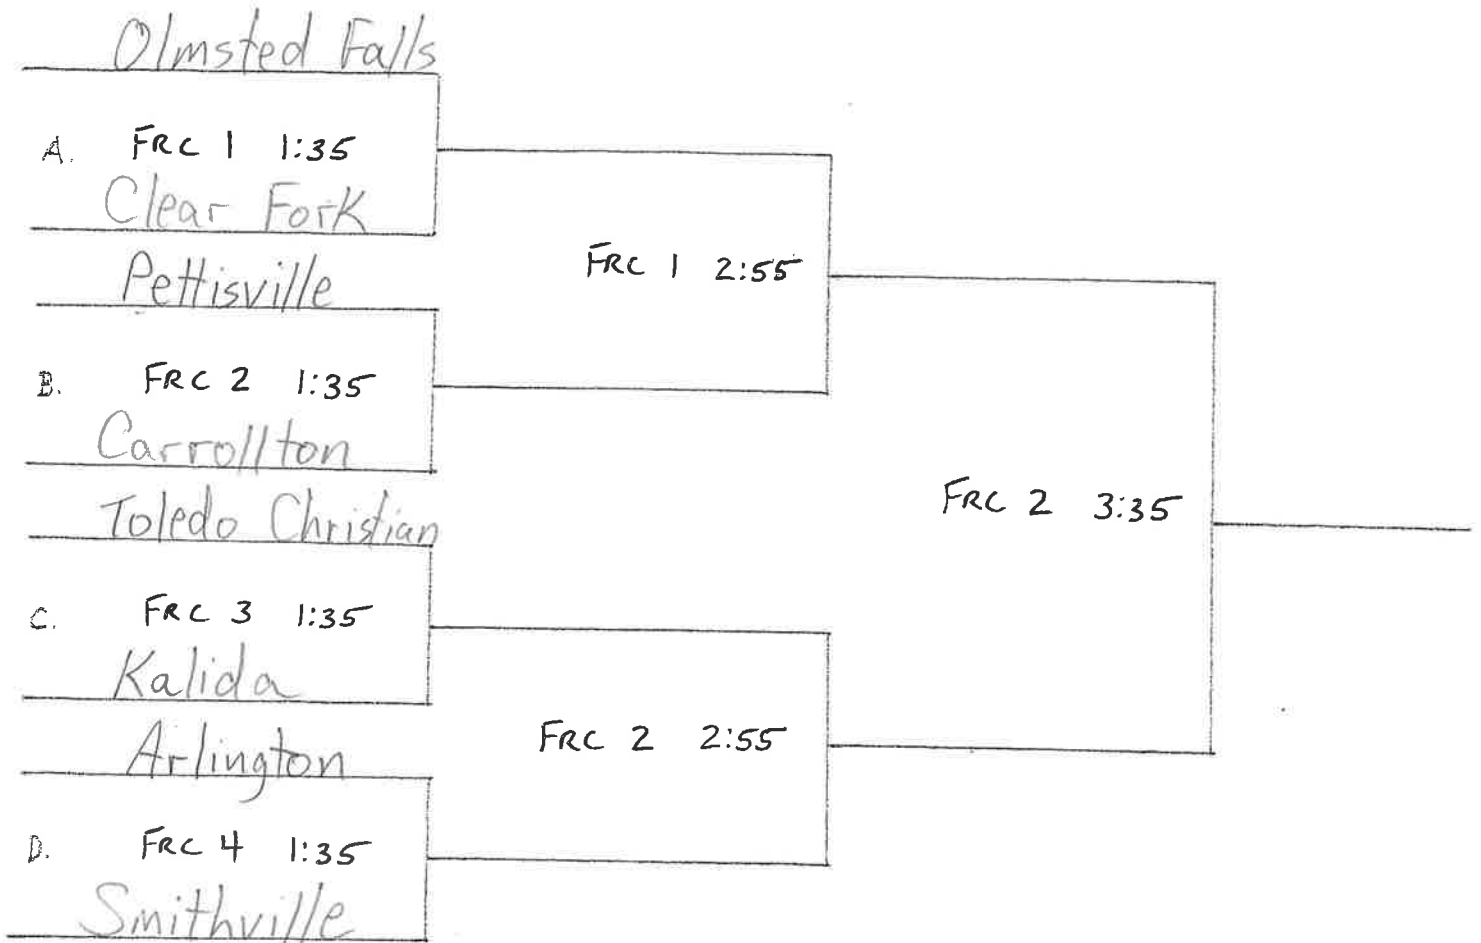 Olmsted Falls
A. FRC 1 1:35
Clear Fork
Pettisville
FRC 1 2:55
B. FRC 2 1:35
Carrollton
Toledo Christian
FRC 2 3:35
C. FRC 3 1:35
Kalida
Arlington
FRC 2 2:55
D. FRC 4 1:35
Smithville